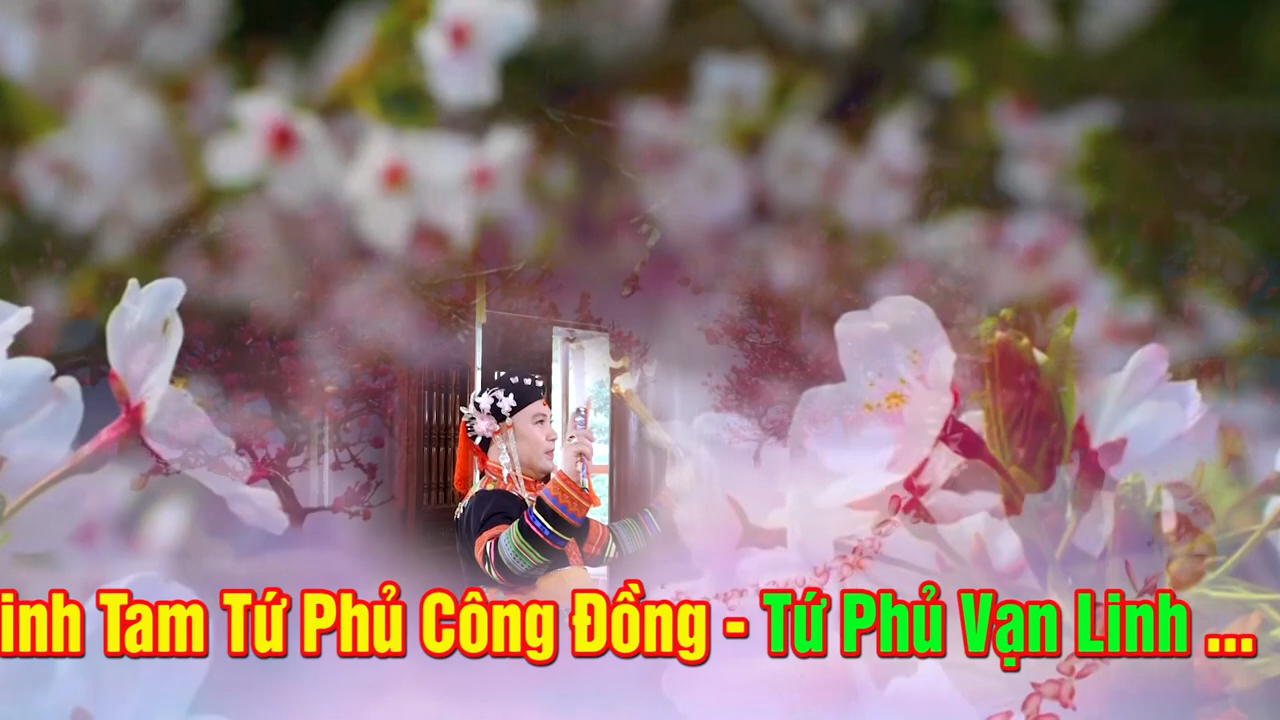 inh Tam Tứ Phủ Công Đồng - Tứ Phủ Vạn Linh ...